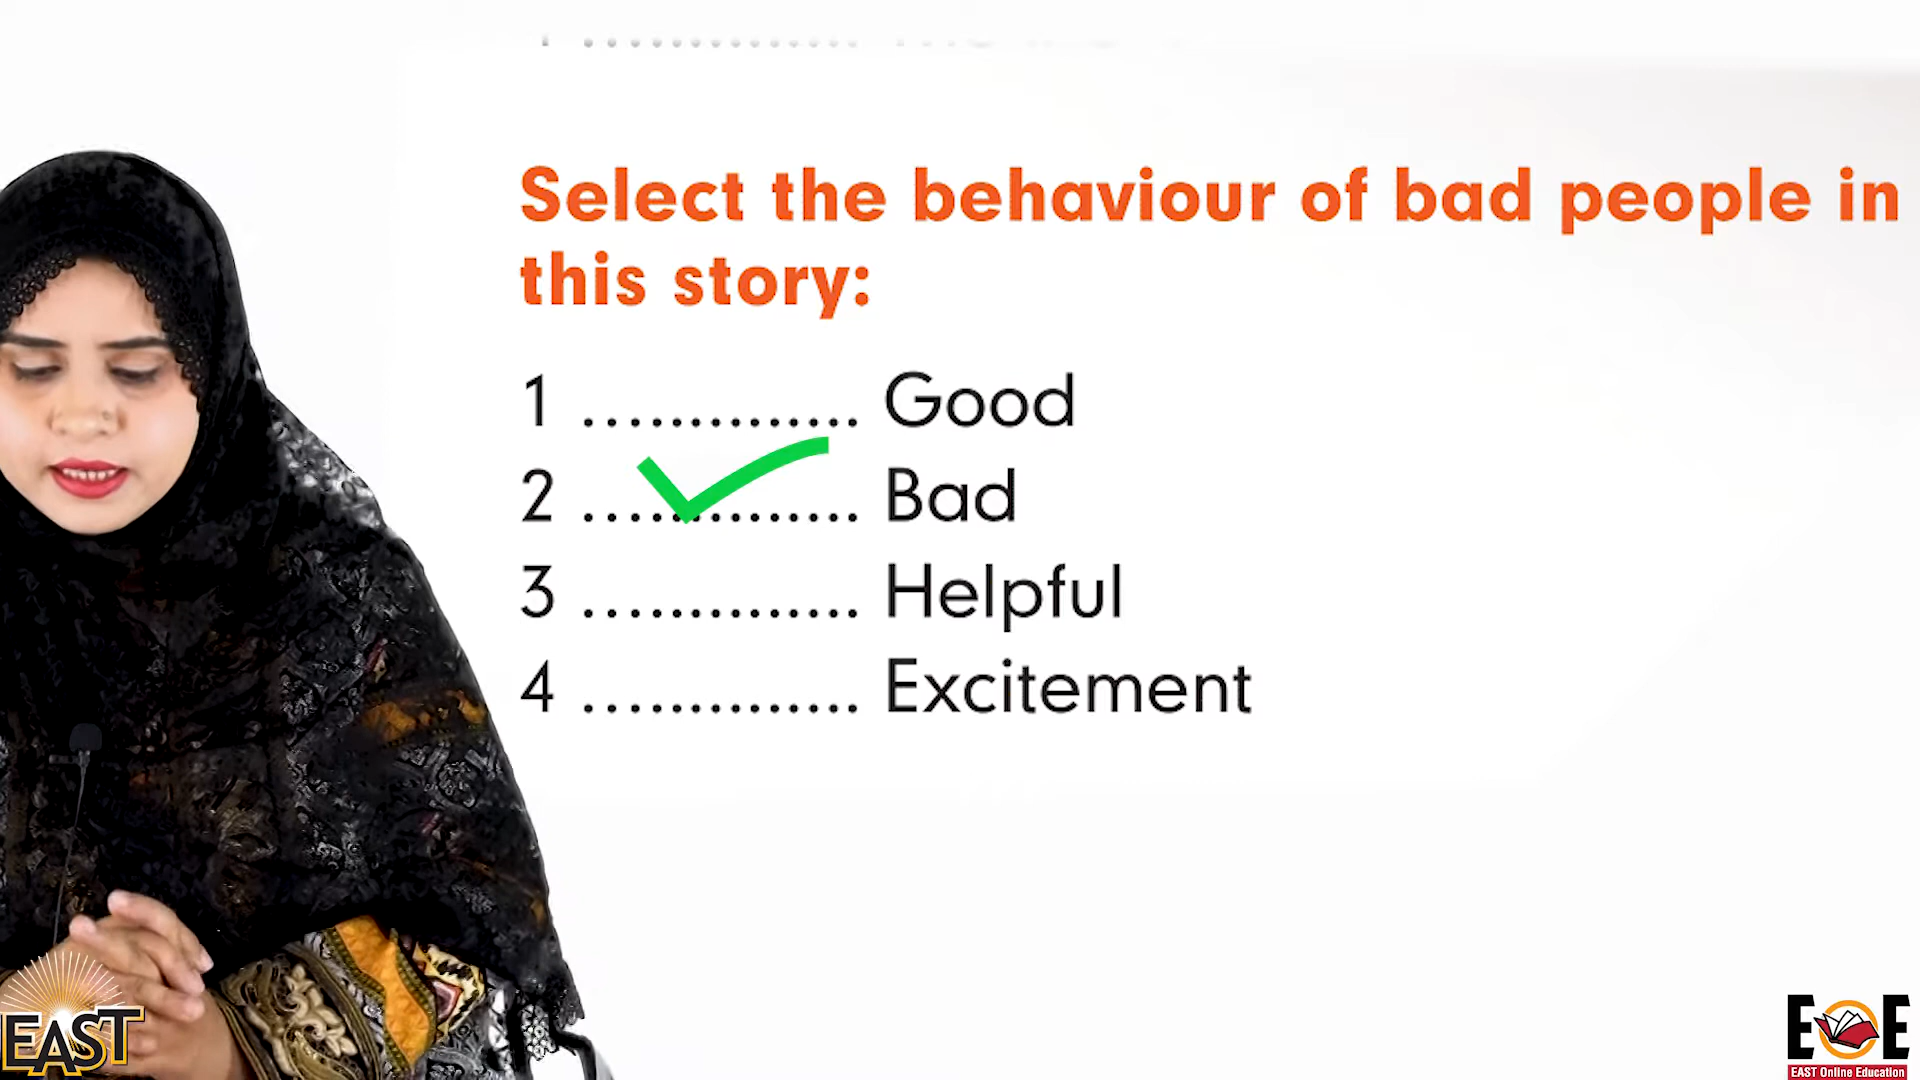 Select the behaviour of bad people in
this story:
1 .............. Good
2 .............. Bad
3 .............. Helpful
4 .............. Excitement
EAST
EOE
EAST Online Education